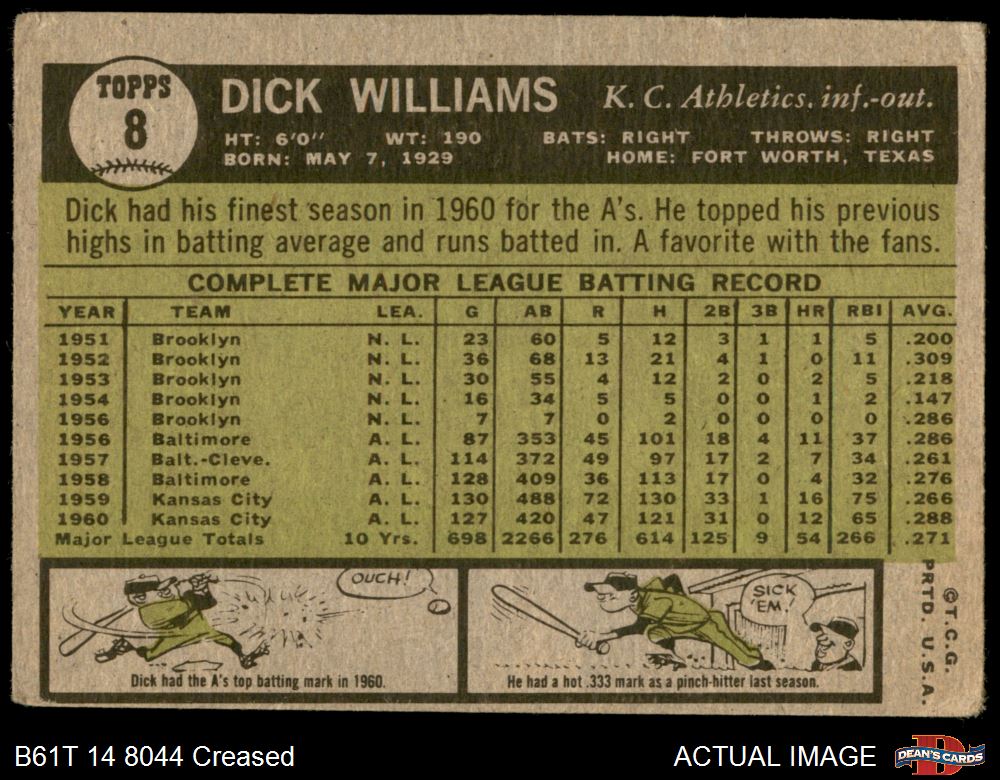 TOPPS
8
DICK WILLIAMS K. C. Athletics. inf.-out.
HT: 6'0" WT: 190 BATS: RIGHT THROWS: RIGHT
BORN: MAY 7, 1929 HOME: FORT WORTH, TEXAS
Dick had his finest season in 1960 for the A's. He topped his previous
highs in batting average and runs batted in. A favorite with the fans.
COMPLETE MAJOR LEAGUE BATTING RECORD
YEAR TEAM LEA. G AB R H 2B 3B HR RBI AVG.
1951 Brooklyn N. L. 23 60 5 12 3 1 1 5 .200
1952 Brooklyn N. L. 36 68 13 21 4 1 0 11 .309
1953 Brooklyn N. L. 30 55 4 12 2 0 2 5 .218
1954 Brooklyn N. L. 16 34 5 5 0 0 1 2 .147
1956 Brooklyn N. L. 7 7 0 2 0 0 0 0 .286
1956 Baltimore A. L. 87 353 45 101 18 4 11 37 .286
1957 Balt.-Cleve. A. L. 114 372 49 97 17 2 7 34 .261
1958 Baltimore A. L. 128 409 36 113 17 0 4 32 .276
1959 Kansas City A. L. 130 488 72 130 33 1 16 75 .266
1960 Kansas City A. L. 127 420 47 121 31 0 12 65 .288
Major League Totals 10 Yrs. 698 2266 276 614 125 9 54 266 .271
OUCH!
Dick had the A's top batting mark in 1960.
SICK
'EM!
He had a hot .333 mark as a pinch-hitter last season.
©T.C.G.
PRTD. U.S.A.
B61T 14 8044 Creased
ACTUAL IMAGE
DEAN'S CARDS